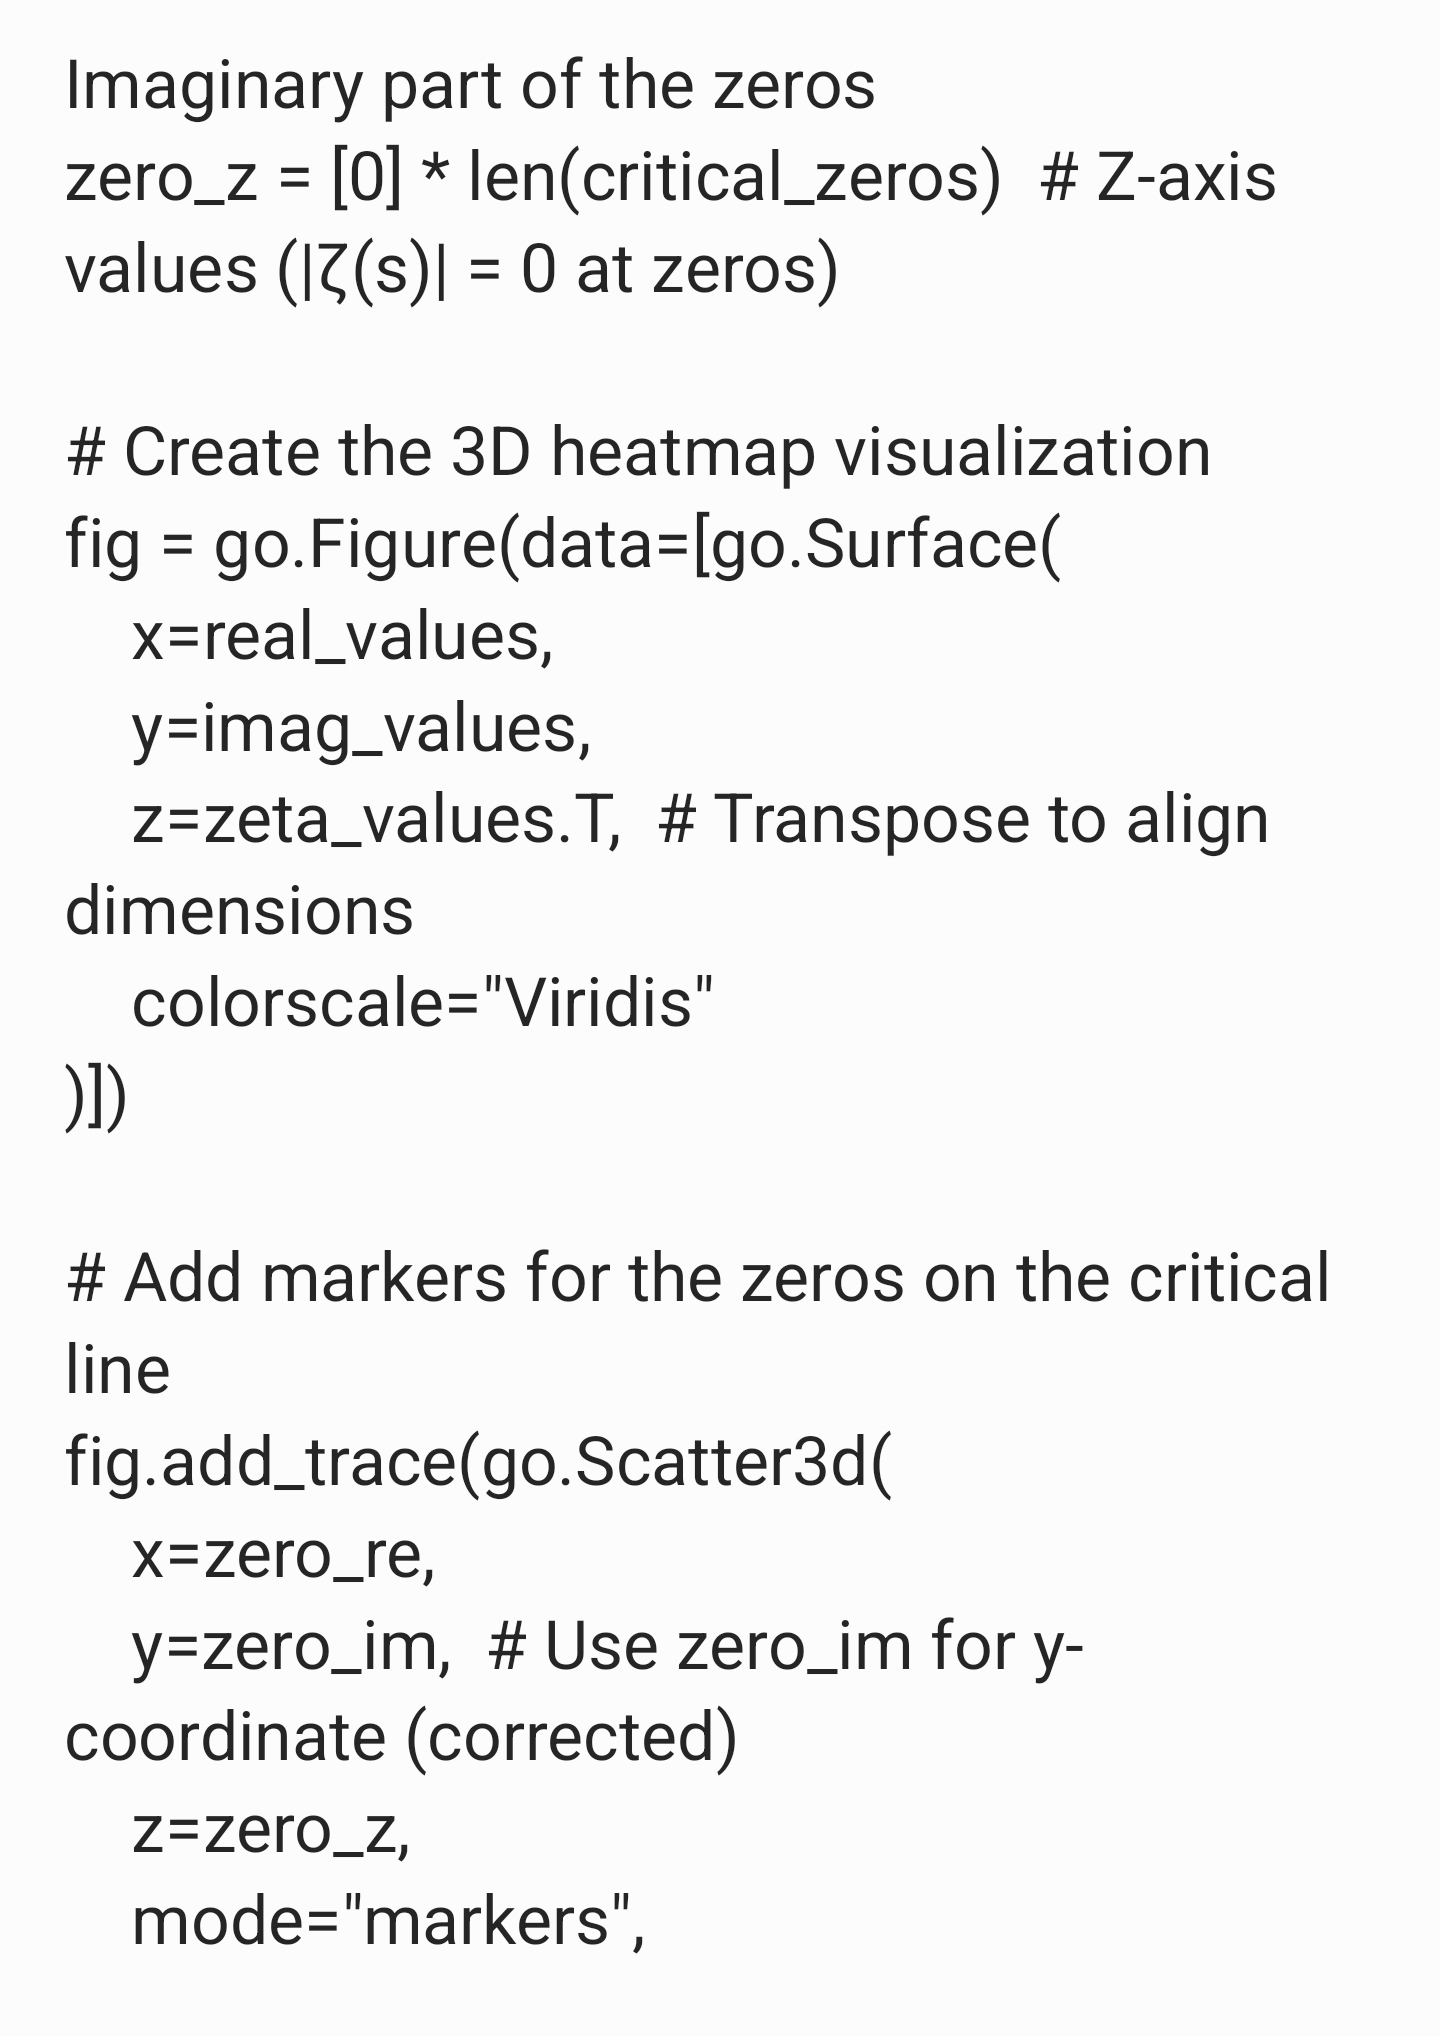 Imaginary part of the zeros
zero_z = [0] * len(critical_zeros)  # Z-axis
values (|ζ(s)| = 0 at zeros)

# Create the 3D heatmap visualization
fig = go.Figure(data=[go.Surface(
    x=real_values,
    y=imag_values,
    z=zeta_values.T,  # Transpose to align
dimensions
    colorscale="Viridis"
)])

# Add markers for the zeros on the critical
line
fig.add_trace(go.Scatter3d(
    x=zero_re,
    y=zero_im,  # Use zero_im for y-
coordinate (corrected)
    z=zero_z,
    mode="markers",